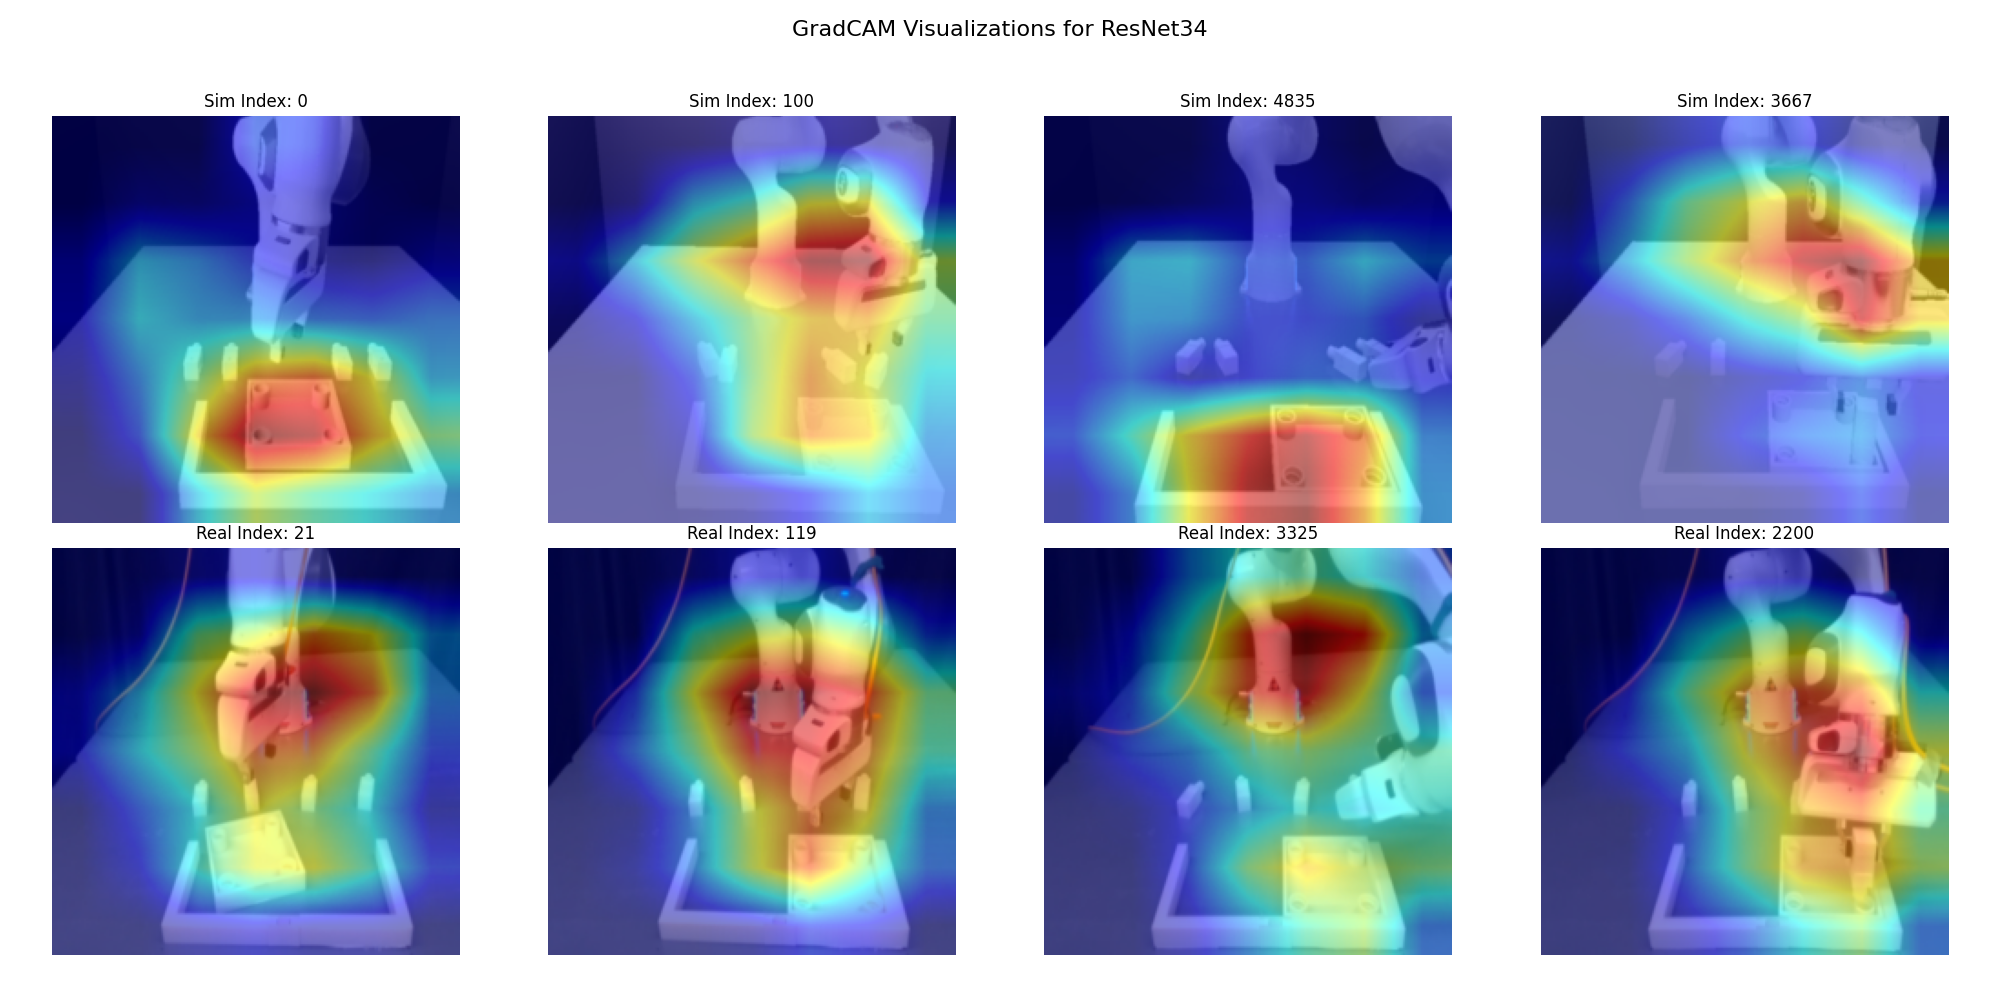 GradCAM Visualizations for ResNet34
Sim Index: 0
Sim Index: 100
Sim Index: 4835
Sim Index: 3667
Real Index: 21
Real Index: 119
Real Index: 3325
Real Index: 2200